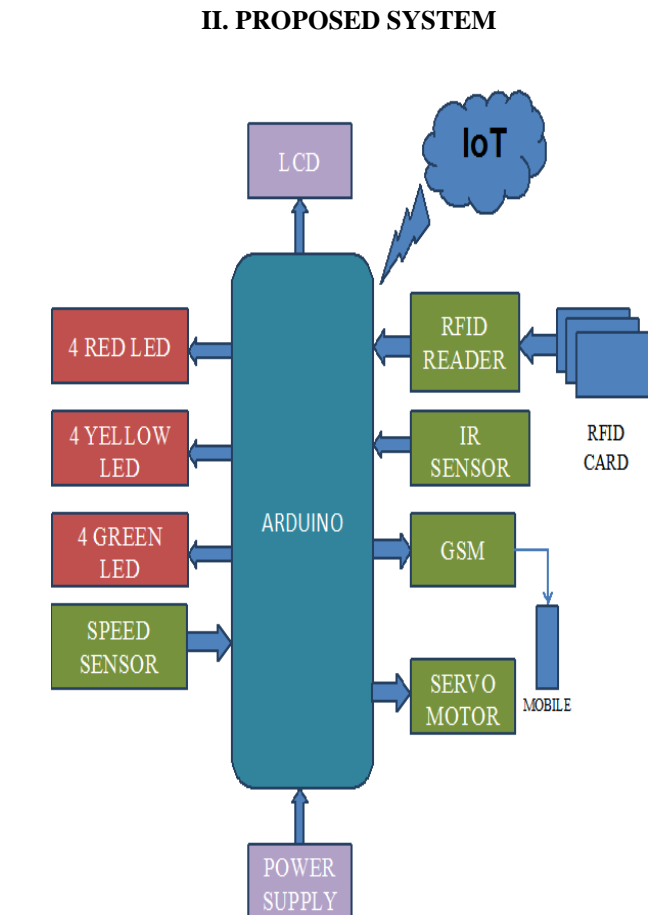 II. PROPOSED SYSTEM
IoT
LCD
4 RED LED
RFID
READER
4 YELLOW
LED
IR
SENSOR
RFID
CARD
ARDUINO
4 GREEN
LED
GSM
SPEED
SENSOR
SERVO
MOTOR
MOBILE
POWER
SUPPLY